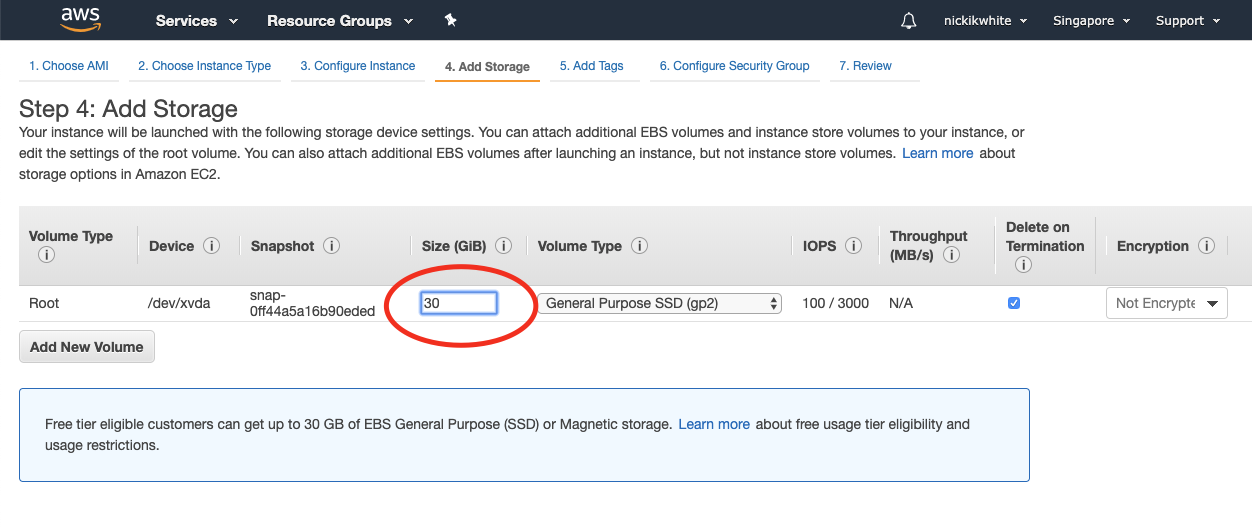 aws Services Resource Groups nickikwhite Singapore Support
1. Choose AMI 2. Choose Instance Type 3. Configure Instance 4. Add Storage 5. Add Tags 6. Configure Security Group 7. Review
Step 4: Add Storage
Your instance will be launched with the following storage device settings. You can attach additional EBS volumes and instance store volumes to your instance, or
edit the settings of the root volume. You can also attach additional EBS volumes after launching an instance, but not instance store volumes. Learn more about
storage options in Amazon EC2.
Volume Type i Device i Snapshot i Size (GiB) i Volume Type i IOPS i Throughput (MB/s) i Delete on Termination i Encryption i
Root /dev/xvda snap-0ff44a5a16b90eded 30 General Purpose SSD (gp2) 100 / 3000 N/A Not Encrypte
Add New Volume
Free tier eligible customers can get up to 30 GB of EBS General Purpose (SSD) or Magnetic storage. Learn more about free usage tier eligibility and
usage restrictions.